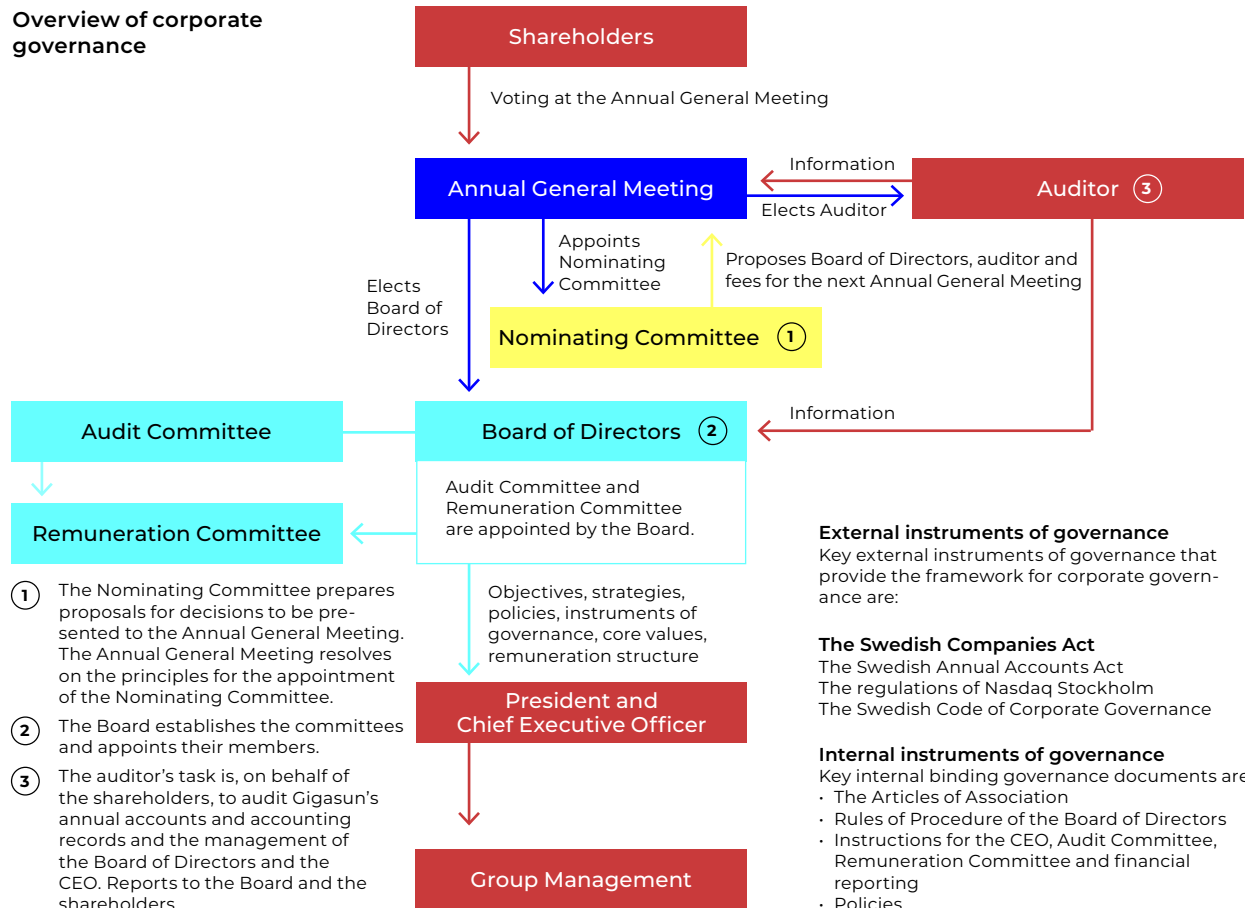 Overview of corporate
governance
Shareholders
Voting at the Annual General Meeting
Annual General Meeting
Information
Elects Auditor
Auditor 3
Elects
Board of
Directors
Appoints
Nominating
Committee
Proposes Board of Directors, auditor and
fees for the next Annual General Meeting
Nominating Committee 1
Audit Committee
Board of Directors 2
Information
Audit Committee and
Remuneration Committee
are appointed by the Board.
Remuneration Committee
Objectives, strategies,
policies, instruments of
governance, core values,
remuneration structure
President and
Chief Executive Officer
Group Management
1 The Nominating Committee prepares
proposals for decisions to be pre-
sented to the Annual General Meeting.
The Annual General Meeting resolves
on the principles for the appointment
of the Nominating Committee.
2 The Board establishes the committees
and appoints their members.
3 The auditor's task is, on behalf of
the shareholders, to audit Gigasun's
annual accounts and accounting
records and the management of
the Board of Directors and the
CEO. Reports to the Board and the
shareholders
External instruments of governance
Key external instruments of governance that
provide the framework for corporate govern-
ance are:
The Swedish Companies Act
The Swedish Annual Accounts Act
The regulations of Nasdaq Stockholm
The Swedish Code of Corporate Governance
Internal instruments of governance
Key internal binding governance documents are
· The Articles of Association
· Rules of Procedure of the Board of Directors
· Instructions for the CEO, Audit Committee,
Remuneration Committee and financial
reporting
· Policies